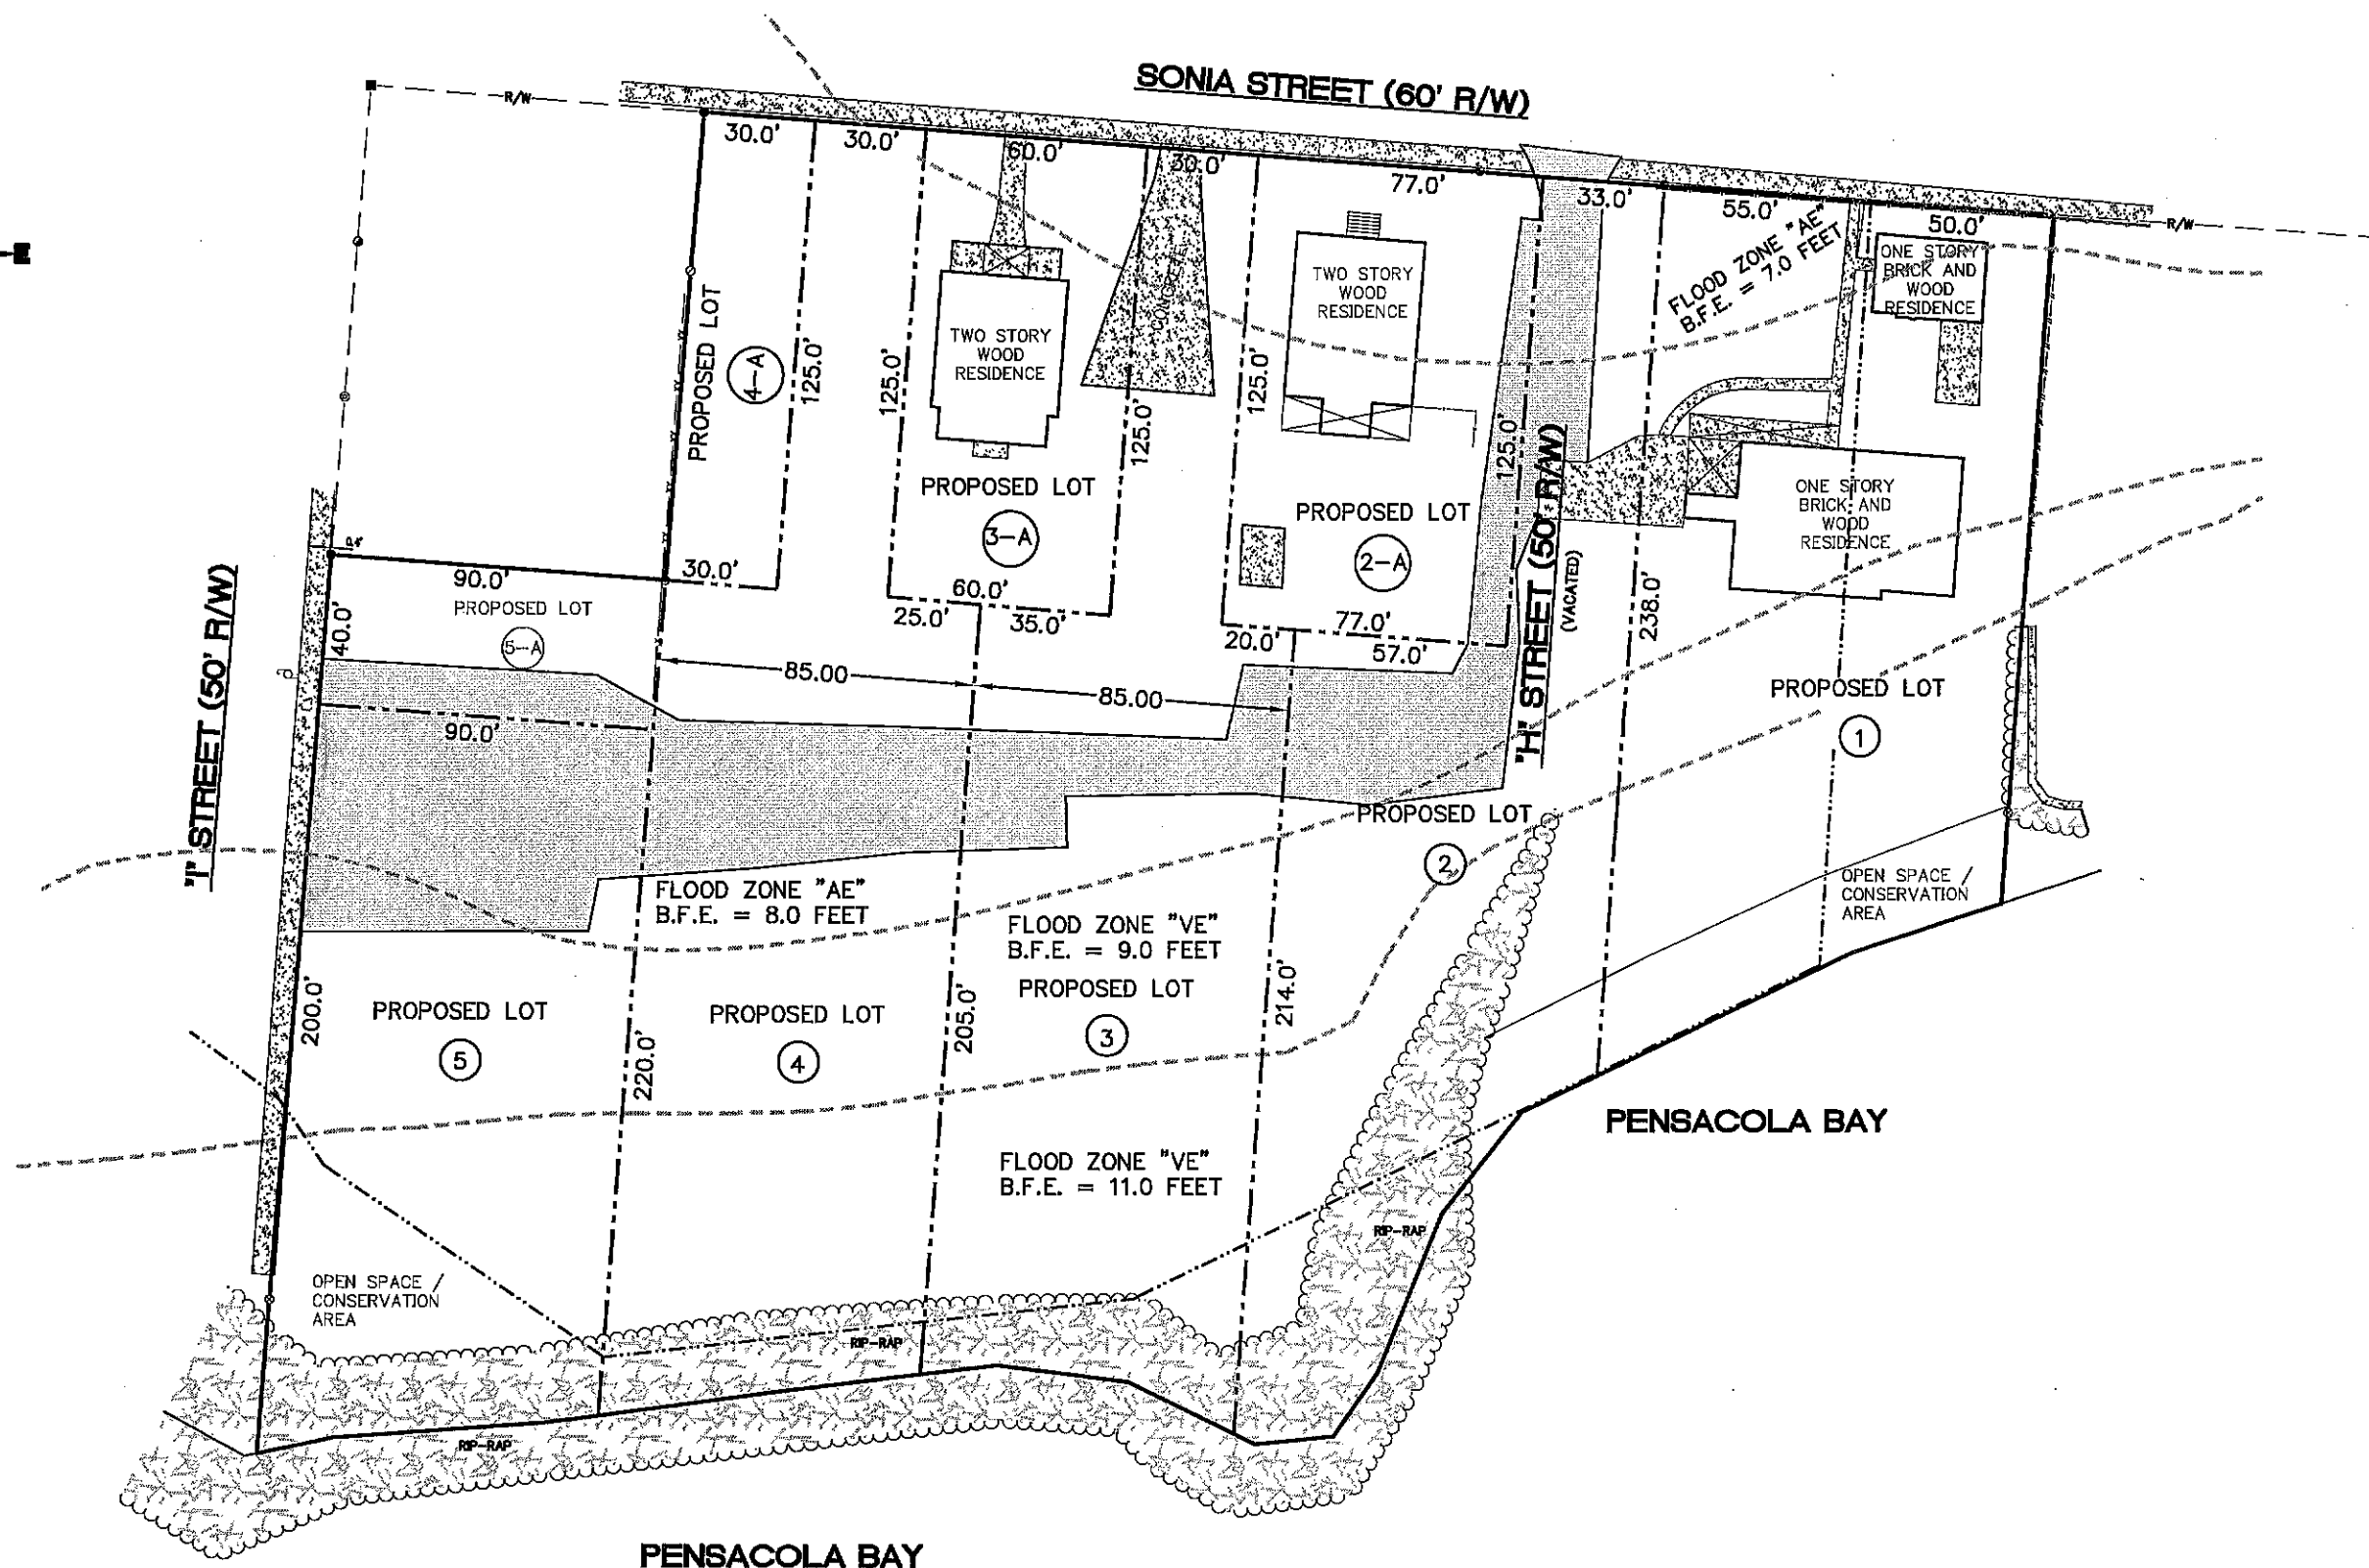 SONIA STREET (60' R/W)
R/W
30.0'
30.0'
60.0'
30.0'
77.0'
33.0'
55.0'
50.0'
R/W
FLOOD ZONE "AE"
B.F.E. = 7.0 FEET
ONE STORY
BRICK AND
WOOD
RESIDENCE
TWO STORY
WOOD
RESIDENCE
TWO STORY
WOOD
RESIDENCE
CONCRETE
PROPOSED LOT
4-A
125.0'
125.0'
125.0'
125.0'
125.0'
PROPOSED LOT
3-A
PROPOSED LOT
2-A
ONE STORY
BRICK AND
WOOD
RESIDENCE
"H" STREET (50' R/W)
(VACATED)
238.0'
"I" STREET (50' R/W)
0.4'
90.0'
30.0'
40.0'
PROPOSED LOT
5-A
60.0'
25.0'
35.0'
77.0'
20.0'
57.0'
85.00
85.00
90.0'
PROPOSED LOT
1
PROPOSED LOT
2
OPEN SPACE /
CONSERVATION
AREA
FLOOD ZONE "AE"
B.F.E. = 8.0 FEET
FLOOD ZONE "VE"
B.F.E. = 9.0 FEET
200.0'
PROPOSED LOT
5
220.0'
PROPOSED LOT
4
205.0'
PROPOSED LOT
3
214.0'
PENSACOLA BAY
FLOOD ZONE "VE"
B.F.E. = 11.0 FEET
RIP-RAP
OPEN SPACE /
CONSERVATION
AREA
RIP-RAP
RIP-RAP
PENSACOLA BAY